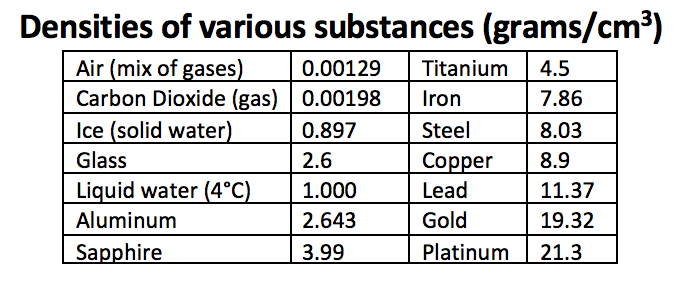 Densities of various substances (grams/cm³)
Air (mix of gases) 0.00129 Titanium 4.5
Carbon Dioxide (gas) 0.00198 Iron 7.86
Ice (solid water) 0.897 Steel 8.03
Glass 2.6 Copper 8.9
Liquid water (4°C) 1.000 Lead 11.37
Aluminum 2.643 Gold 19.32
Sapphire 3.99 Platinum 21.3